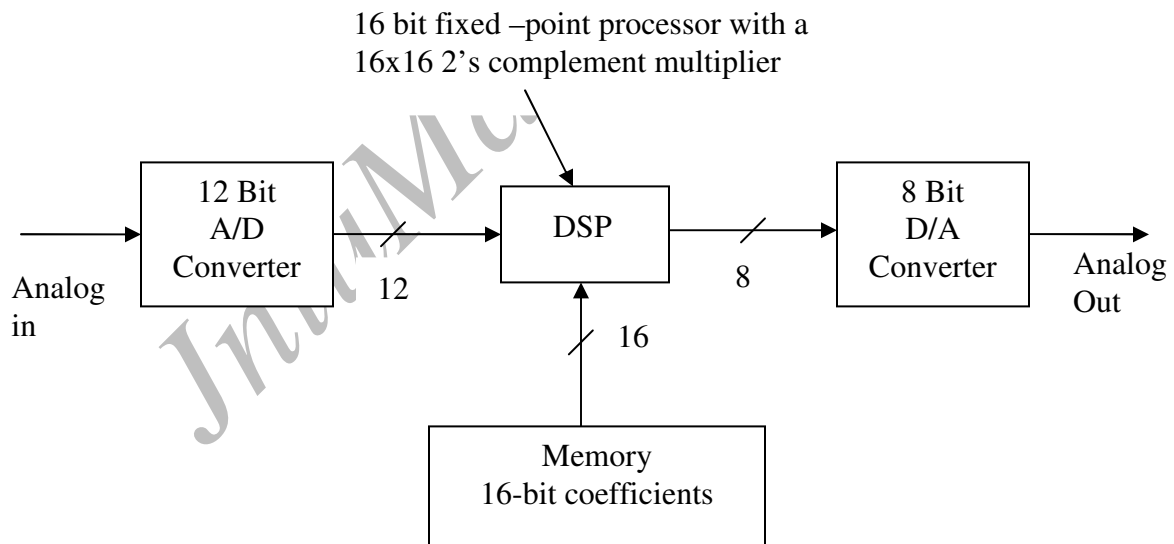 16 bit fixed –point processor with a
16x16 2's complement multiplier
12 Bit
A/D
Converter
DSP
8 Bit
D/A
Converter
Analog
in
12
8
Analog
Out
16
Memory
16-bit coefficients